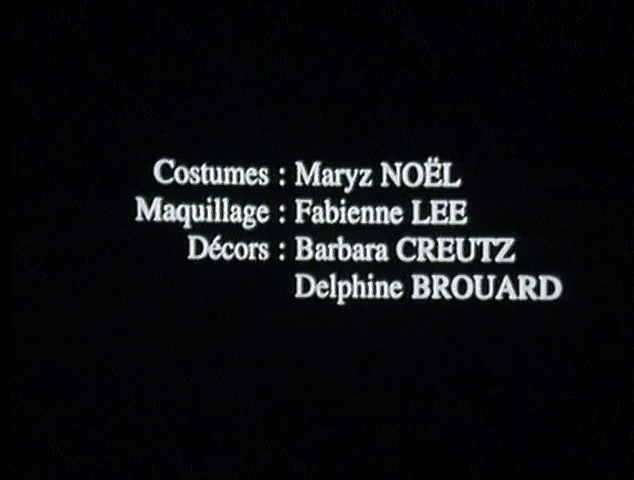 Costumes : Maryz NOËL
Maquillage : Fabienne LEE
Décors : Barbara CREUTZ
Delphine BROUARD